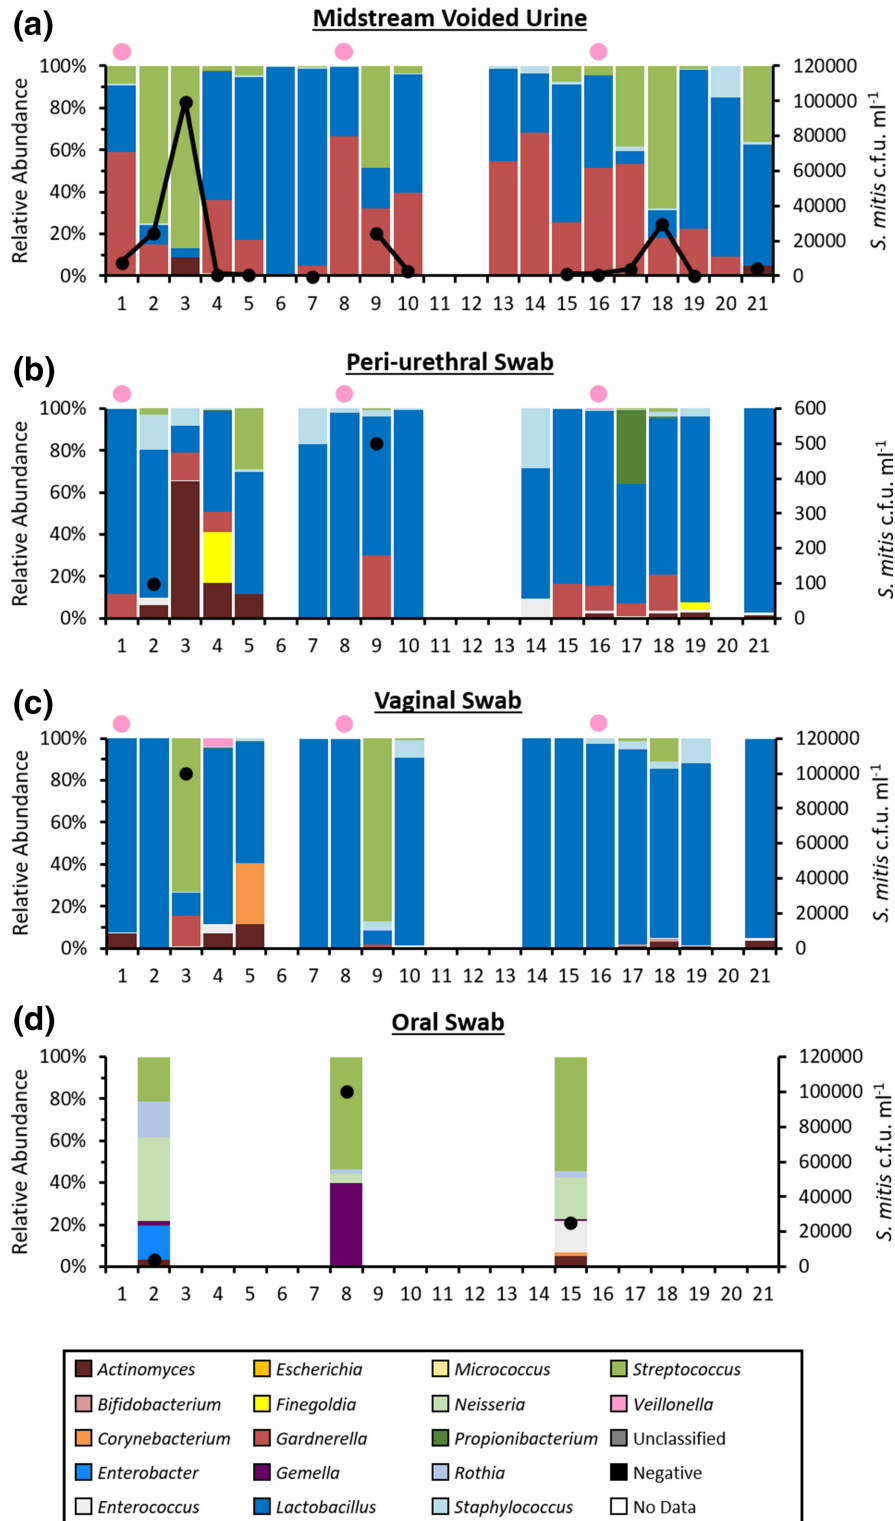 (a)
Midstream Voided Urine
100%
80%
60%
40%
20%
0%
Relative Abundance
120000
100000
80000
60000
40000
20000
0
S. mitis c.f.u. ml-1
1 2 3 4 5 6 7 8 9 10 11 12 13 14 15 16 17 18 19 20 21
(b)
Peri-urethral Swab
100%
80%
60%
40%
20%
0%
Relative Abundance
600
500
400
300
200
100
0
S. mitis c.f.u. ml-1
1 2 3 4 5 6 7 8 9 10 11 12 13 14 15 16 17 18 19 20 21
(c)
Vaginal Swab
100%
80%
60%
40%
20%
0%
Relative Abundance
120000
100000
80000
60000
40000
20000
0
S. mitis c.f.u. ml-1
1 2 3 4 5 6 7 8 9 10 11 12 13 14 15 16 17 18 19 20 21
(d)
Oral Swab
100%
80%
60%
40%
20%
0%
Relative Abundance
120000
100000
80000
60000
40000
20000
0
S. mitis c.f.u. ml-1
1 2 3 4 5 6 7 8 9 10 11 12 13 14 15 16 17 18 19 20 21
Actinomyces Escherichia Micrococcus Streptococcus
Bifidobacterium Finegoldia Neisseria Veillonella
Corynebacterium Gardnerella Propionibacterium Unclassified
Enterobacter Gemella Rothia Negative
Enterococcus Lactobacillus Staphylococcus No Data